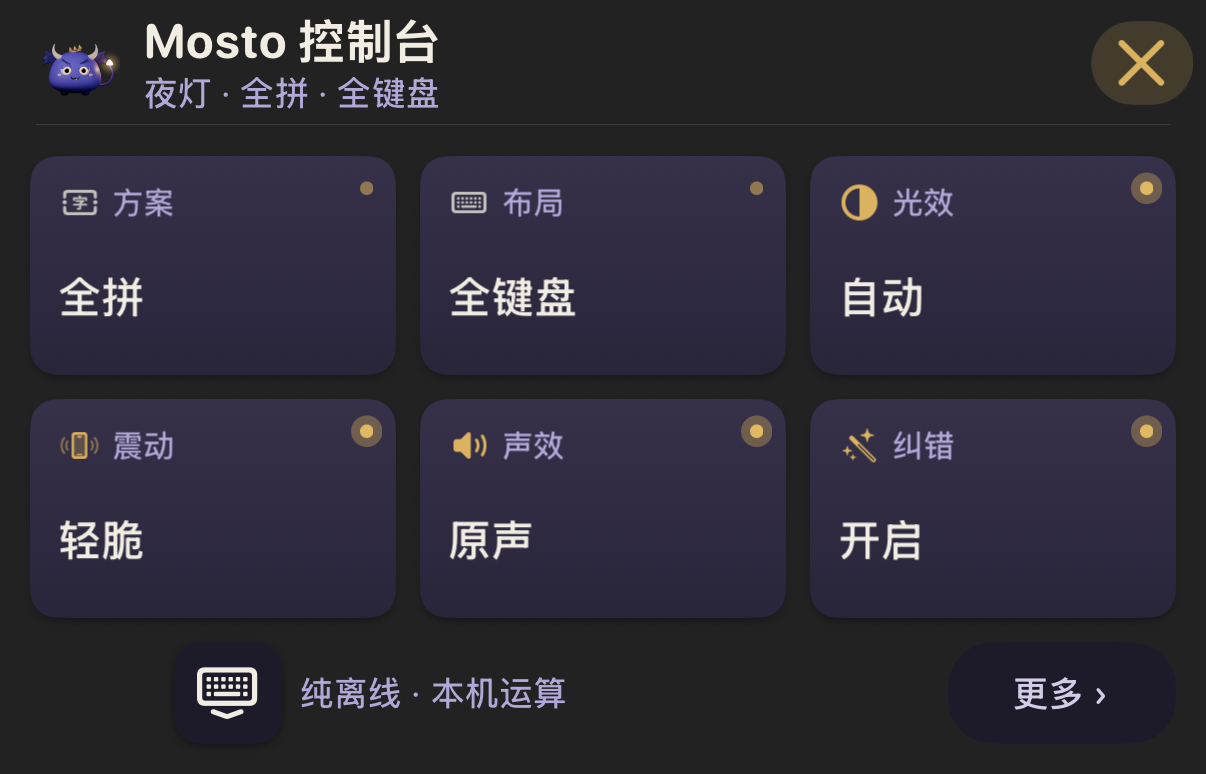 Mosto 控制台
夜灯 · 全拼 · 全键盘
字 方案
全拼
布局
全键盘
光效
自动
震动
轻脆
声效
原声
纠错
开启
纯离线 · 本机运算
更多 ›